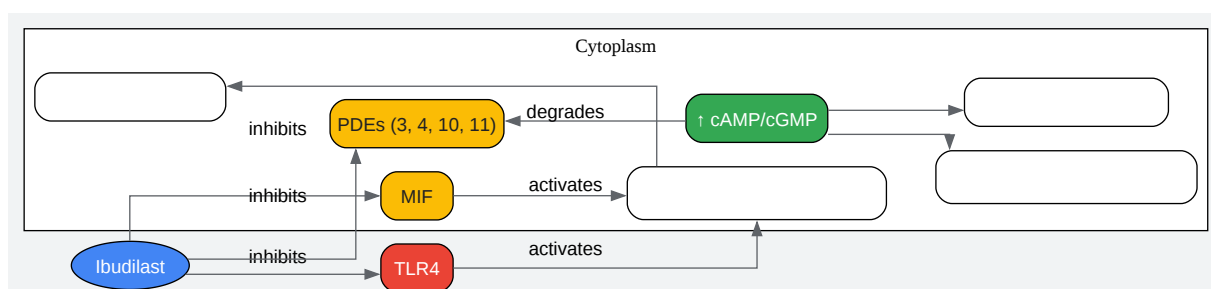 Cytoplasm
inhibits
PDEs (3, 4, 10, 11)
degrades
↑ cAMP/cGMP
inhibits
MIF
activates
Ibudilast
inhibits
TLR4
activates